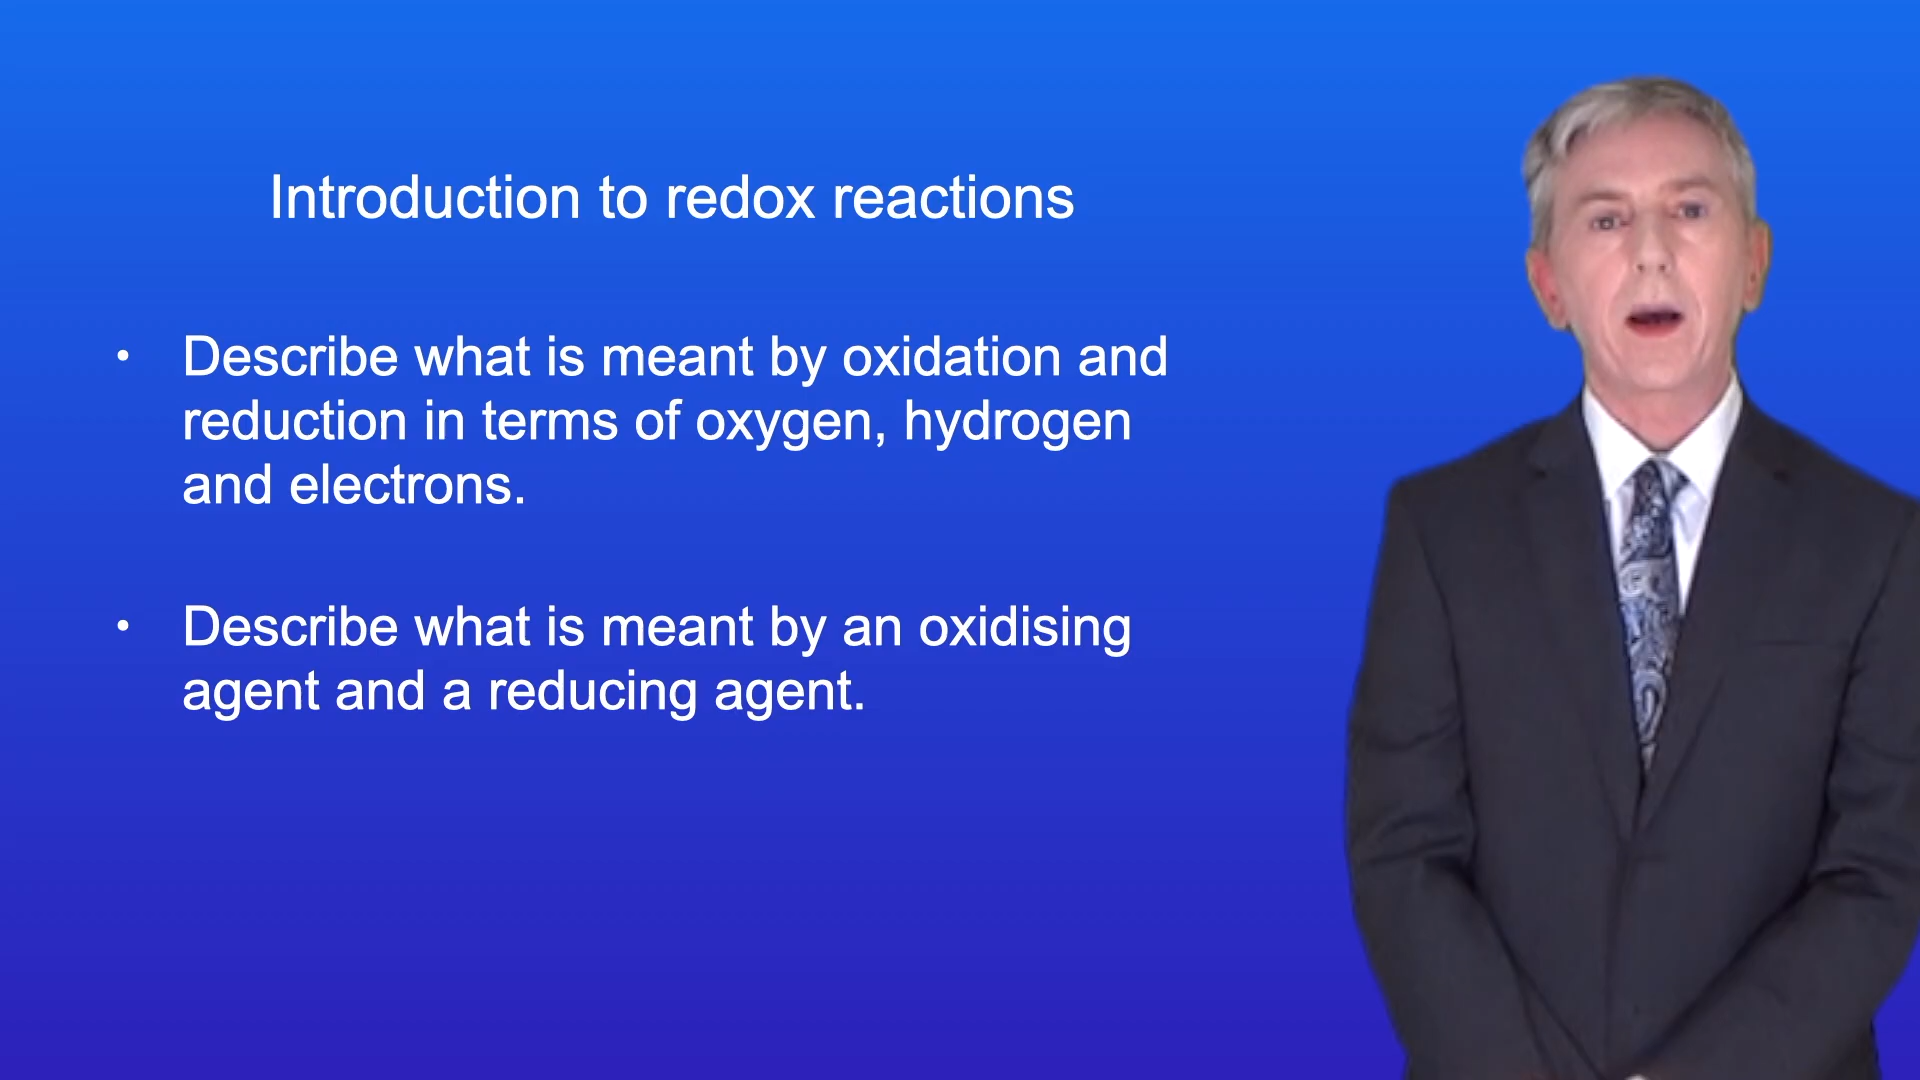 Introduction to redox reactions
• Describe what is meant by oxidation and
reduction in terms of oxygen, hydrogen
and electrons.
• Describe what is meant by an oxidising
agent and a reducing agent.